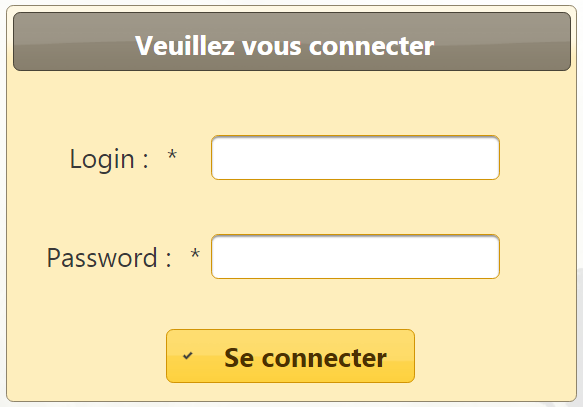 Veuillez vous connecter
Login : *
Password : *
Se connecter